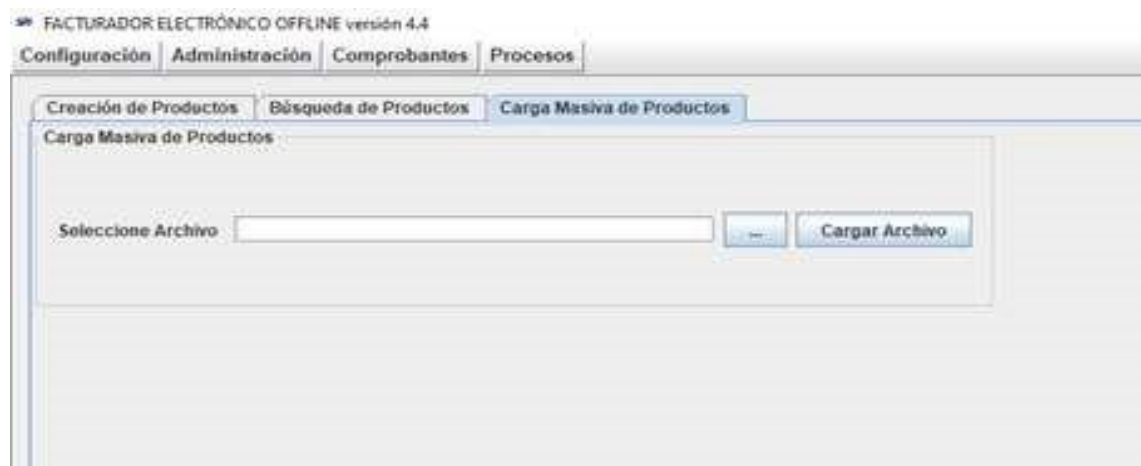 FACTURADOR ELECTRÓNICO OFFLINE versión 4.4
Configuración Administración Comprobantes Procesos
Creación de Productos Búsqueda de Productos Carga Masiva de Productos
Carga Masiva de Productos
Seleccione Archivo ... Cargar Archivo